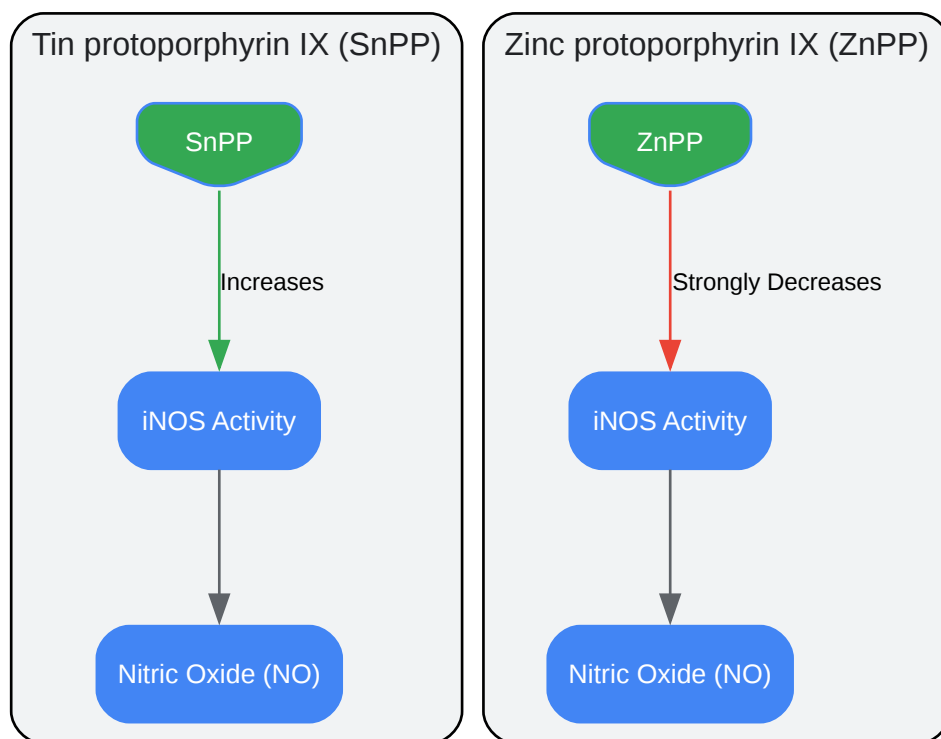 Tin protoporphyrin IX (SnPP)
SnPP
Increases
iNOS Activity
Nitric Oxide (NO)
Zinc protoporphyrin IX (ZnPP)
ZnPP
Strongly Decreases
iNOS Activity
Nitric Oxide (NO)